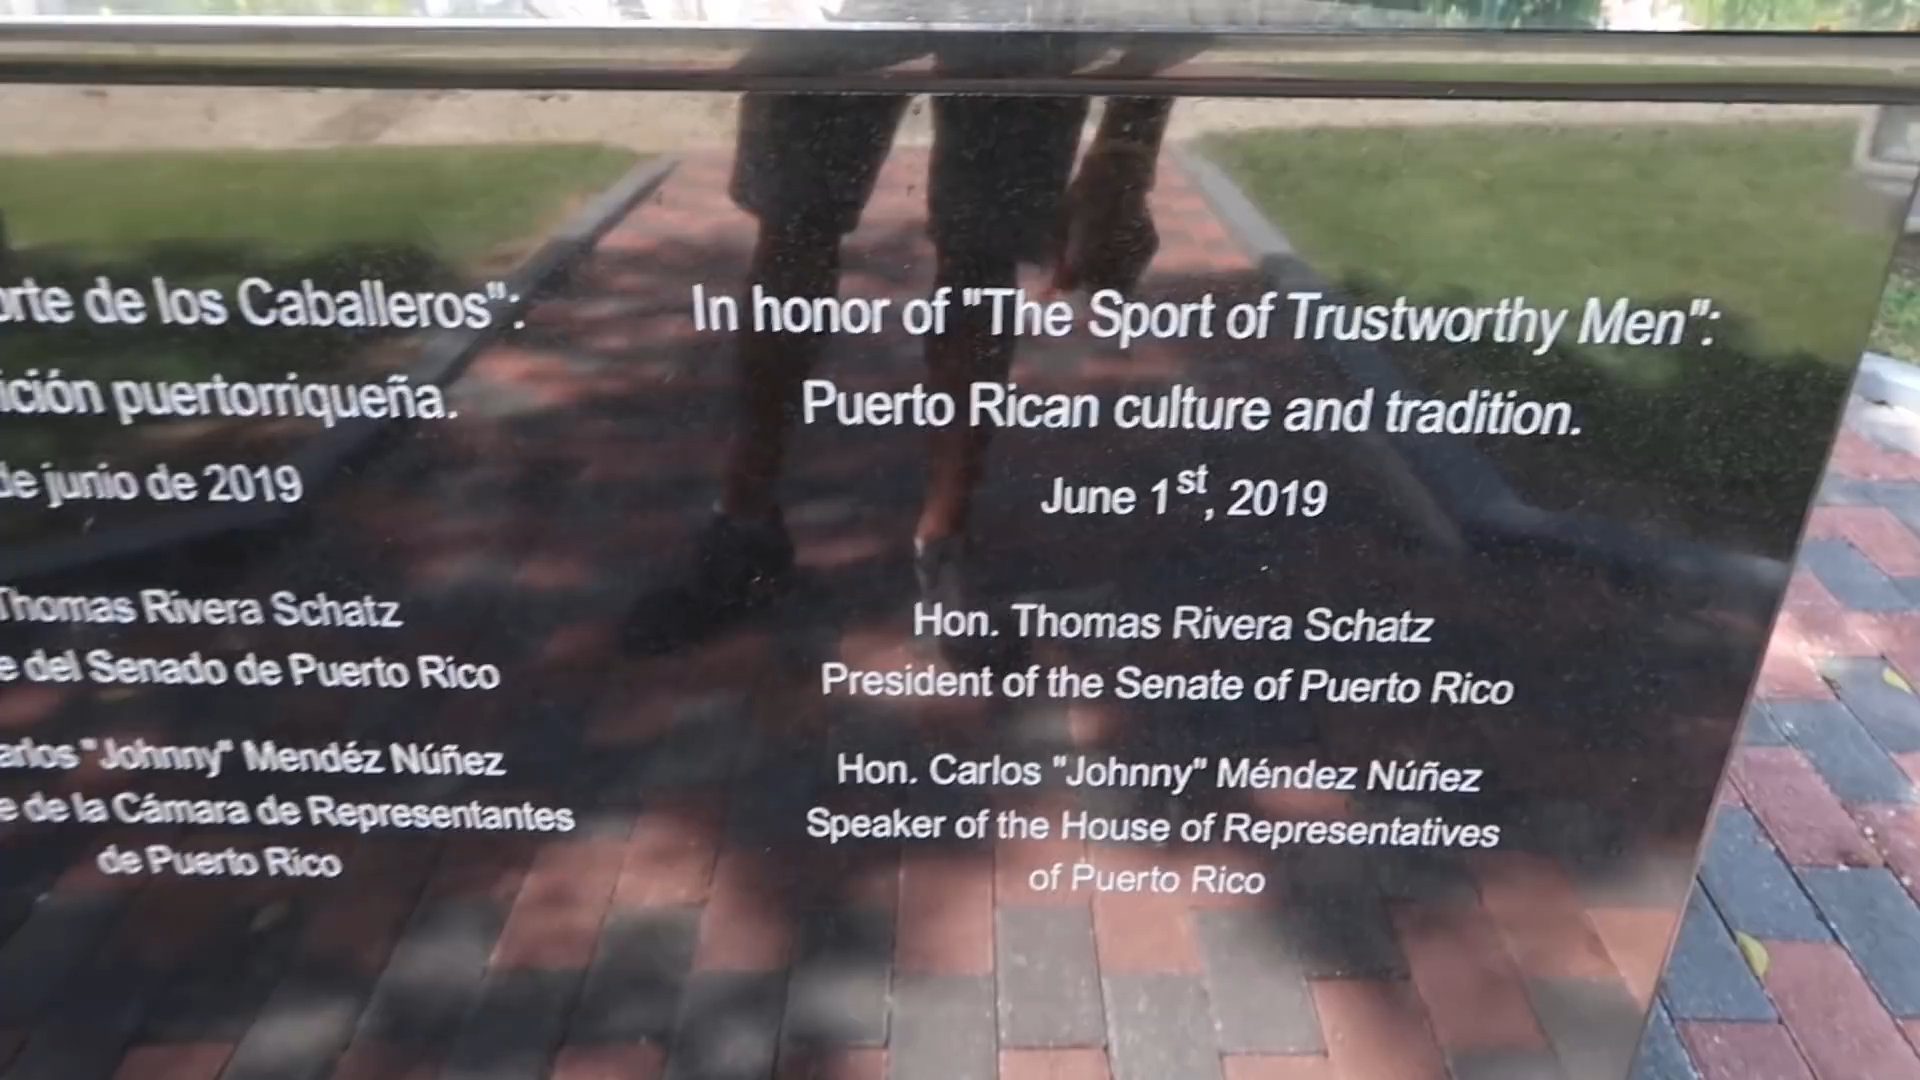 de los Caballeros":
puertorriqueña.
de junio de 2019
Thomas Rivera Schatz
del Senado de Puerto Rico
"Johnny" Mendéz Núñez
de la Cámara de Representantes
de Puerto Rico
In honor of "The Sport of Trustworthy Men":
Puerto Rican culture and tradition.
June 1st, 2019
Hon. Thomas Rivera Schatz
President of the Senate of Puerto Rico
Hon. Carlos "Johnny" Méndez Núñez
Speaker of the House of Representatives
of Puerto Rico